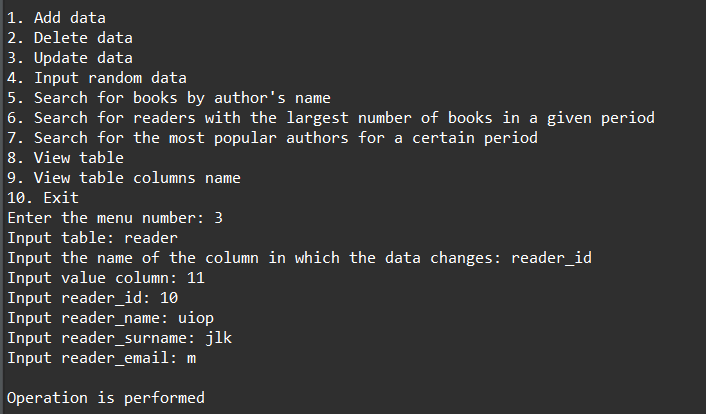 1. Add data
2. Delete data
3. Update data
4. Input random data
5. Search for books by author's name
6. Search for readers with the largest number of books in a given period
7. Search for the most popular authors for a certain period
8. View table
9. View table columns name
10. Exit
Enter the menu number: 3
Input table: reader
Input the name of the column in which the data changes: reader_id
Input value column: 11
Input reader_id: 10
Input reader_name: uiop
Input reader_surname: jlk
Input reader_email: m
Operation is performed